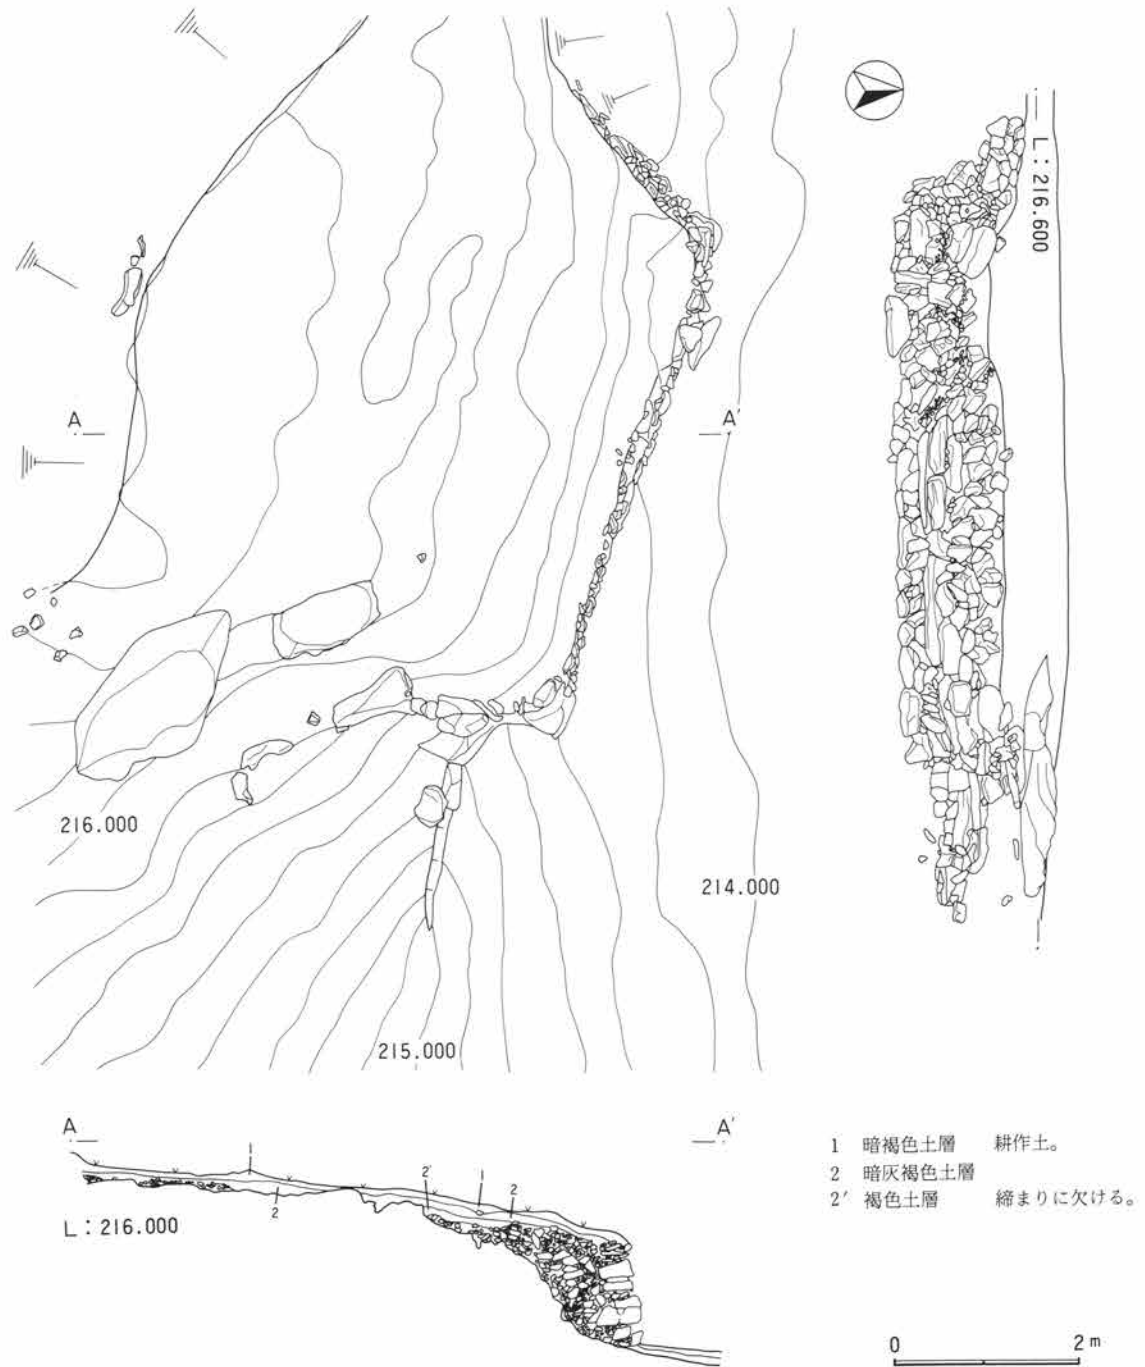 L：216.600
A
A′
216.000
214.000
215.000
A
A′
1
2′
1
2
2
L：216.000
1 暗褐色土層 耕作土。
2 暗灰褐色土層
2′ 褐色土層 締まりに欠ける。
0 2 m